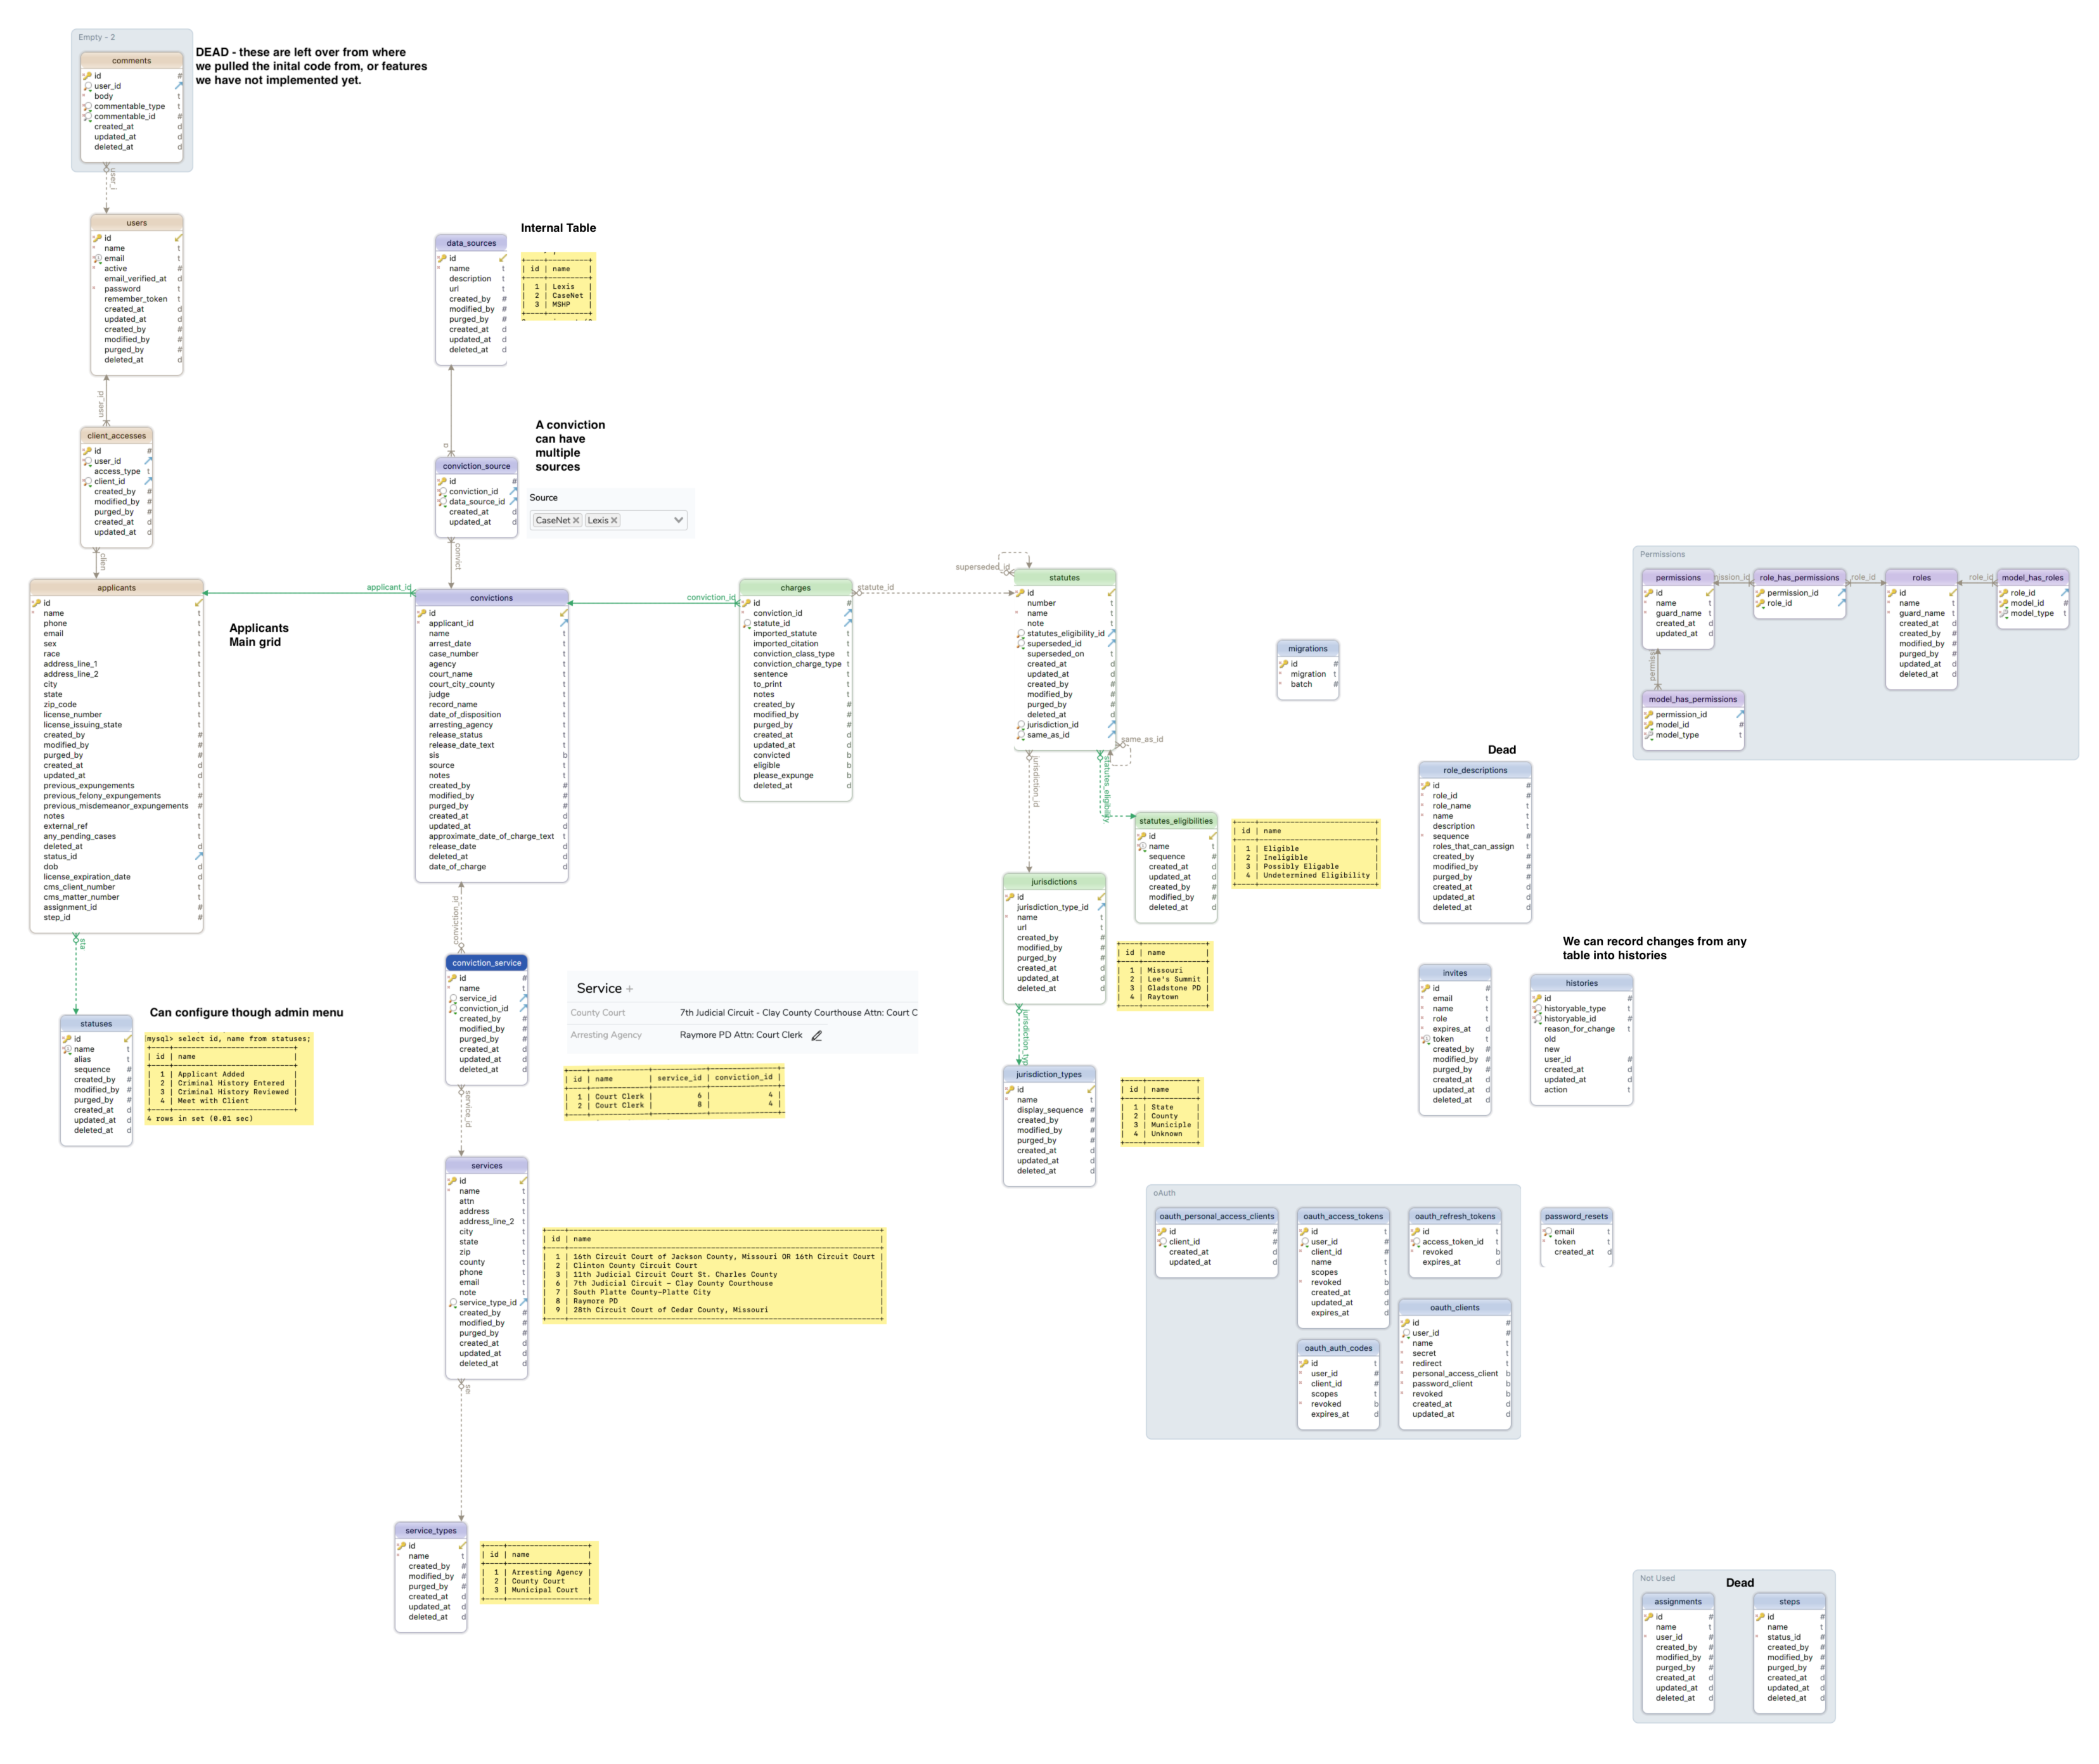 Empty - 2
comments
id #
user_id
body t
commentable_type t
commentable_id #
created_at d
updated_at d
deleted_at d
DEAD - these are left over from where
we pulled the inital code from, or features
we have not implemented yet.
user_i
users
id
name t
email t
active #
email_verified_at d
password t
remember_token t
created_at d
updated_at d
created_by #
modified_by #
purged_by #
deleted_at d
user_id
client_accesses
id #
user_id
access_type t
client_id
created_by #
modified_by #
purged_by #
created_at d
updated_at d
clien
applicants
id
name t
phone t
email t
sex t
race t
address_line_1 t
address_line_2 t
city t
state t
zip_code t
license_number t
license_issuing_state t
created_by #
modified_by #
purged_by #
created_at d
updated_at d
previous_expungements t
previous_felony_expungements #
previous_misdemeanor_expungements #
notes t
external_ref t
any_pending_cases t
deleted_at d
status_id
dob d
license_expiration_date d
cms_client_number t
cms_matter_number t
assignment_id #
step_id #
Applicants
Main grid
sta
statuses
id
name t
alias t
sequence #
created_by #
modified_by #
purged_by #
created_at d
updated_at d
deleted_at d
Can configure though admin menu
mysql> select id, name from statuses;
| id | name |
| 1 | Applicant Added |
| 2 | Criminal History Entered |
| 3 | Criminal History Reviewed |
| 4 | Meet with Client |
4 rows in set (0.01 sec)
data_sources
id
name t
description t
url t
created_by #
modified_by #
purged_by #
created_at d
updated_at d
deleted_at d
Internal Table
| id | name |
| 1 | Lexis |
| 2 | CaseNet |
| 3 | MSHP |
conviction_source
id #
conviction_id
data_source_id
created_at d
updated_at d
A conviction
can have
multiple
sources
Source
CaseNet Lexis
convict
applicant_id
convictions
id
applicant_id
name t
arrest_date t
case_number t
agency t
court_name t
court_city_county t
judge t
record_name t
date_of_disposition t
arresting_agency t
release_status t
release_date_text t
sis b
source t
notes t
created_by #
modified_by #
purged_by #
created_at d
updated_at d
approximate_date_of_charge_text t
release_date d
deleted_at d
date_of_charge d
conviction_id
conviction_service
id #
name t
service_id
conviction_id
created_by #
modified_by #
purged_by #
created_at d
updated_at d
deleted_at d
Service +
County Court 7th Judicial Circuit - Clay County Courthouse Attn: Court C
Arresting Agency Raymore PD Attn: Court Clerk
| id | name | service_id | conviction_id |
| 1 | Court Clerk | 6 | 4 |
| 2 | Court Clerk | 8 | 4 |
service_id
services
id
name t
attn t
address t
address_line_2 t
city t
state t
zip t
county t
phone t
email t
note t
service_type_id
created_by #
modified_by #
purged_by #
created_at d
updated_at d
deleted_at d
| id | name |
| 1 | 16th Circuit Court of Jackson County, Missouri OR 16th Circuit Court |
| 2 | Clinton County Circuit Court |
| 3 | 11th Judicial Circuit Court St. Charles County |
| 6 | 7th Judicial Circuit - Clay County Courthouse |
| 7 | South Platte County-Platte City |
| 8 | Raymore PD |
| 9 | 28th Circuit Court of Cedar County, Missouri |
se
service_types
id
name t
created_by #
modified_by #
purged_by #
created_at d
updated_at d
deleted_at d
| id | name |
| 1 | Arresting Agency |
| 2 | County Court |
| 3 | Municipal Court |
conviction_id
charges
id #
conviction_id
statute_id
imported_statute t
imported_citation t
conviction_class_type t
conviction_charge_type t
sentence t
to_print t
notes t
created_by #
modified_by #
purged_by #
created_at d
updated_at d
convicted b
eligible b
please_expunge b
deleted_at d
statute_id
superseded_id
statutes
id
number t
name t
note t
statutes_eligibility_id
superseded_id
superseded_on t
created_at d
updated_at d
created_by #
modified_by #
purged_by #
deleted_at d
jurisdiction_id
same_as_id
same_as_id
jurisdiction_id
statutes_eligibility
statutes_eligibilities
id
name t
sequence #
created_at d
updated_at d
created_by #
modified_by #
deleted_at d
| id | name |
| 1 | Eligible |
| 2 | Ineligible |
| 3 | Possibly Eligable |
| 4 | Undetermined Eligibility |
jurisdictions
id
jurisdiction_type_id
name t
url t
created_by #
modified_by #
purged_by #
created_at d
updated_at d
deleted_at d
| id | name |
| 1 | Missouri |
| 2 | Lee's Summit |
| 3 | Gladstone PD |
| 4 | Raytown |
jurisdiction_typ
jurisdiction_types
id
name t
display_sequence #
created_by #
modified_by #
purged_by #
created_at d
updated_at d
deleted_at d
| id | name |
| 1 | State |
| 2 | County |
| 3 | Municiple |
| 4 | Unknown |
migrations
id #
migration t
batch #
Permissions
permissions
id
name t
guard_name t
created_at d
updated_at d
ission_id
role_has_permissions
permission_id
role_id
role_id
roles
id
name t
guard_name t
created_at d
created_by #
modified_by #
purged_by #
updated_at d
deleted_at d
role_id
model_has_roles
role_id
model_id #
model_type t
permiss
model_has_permissions
permission_id
model_id #
model_type t
Dead
role_descriptions
id #
role_id #
role_name t
name t
description t
sequence #
roles_that_can_assign t
created_by #
modified_by #
purged_by #
created_at d
updated_at d
deleted_at d
We can record changes from any
table into histories
invites
id #
email t
name t
role t
expires_at d
token t
created_by #
modified_by #
purged_by #
created_at d
updated_at d
deleted_at d
histories
id #
historyable_type t
historyable_id #
reason_for_change t
old
new
user_id #
created_at d
updated_at d
action t
oAuth
oauth_personal_access_clients
id #
client_id #
created_at d
updated_at d
oauth_access_tokens
id t
user_id #
client_id #
name t
scopes t
revoked b
created_at d
updated_at d
expires_at d
oauth_refresh_tokens
id t
access_token_id t
revoked b
expires_at d
oauth_auth_codes
id t
user_id #
client_id #
scopes t
revoked b
expires_at d
oauth_clients
id #
user_id #
name t
secret t
redirect t
personal_access_client b
password_client b
revoked b
created_at d
updated_at d
password_resets
email t
token t
created_at d
Not Used
Dead
assignments
id #
name t
user_id #
created_by #
modified_by #
purged_by #
created_at d
updated_at d
deleted_at d
steps
id #
name t
status_id #
created_by #
modified_by #
purged_by #
created_at d
updated_at d
deleted_at d